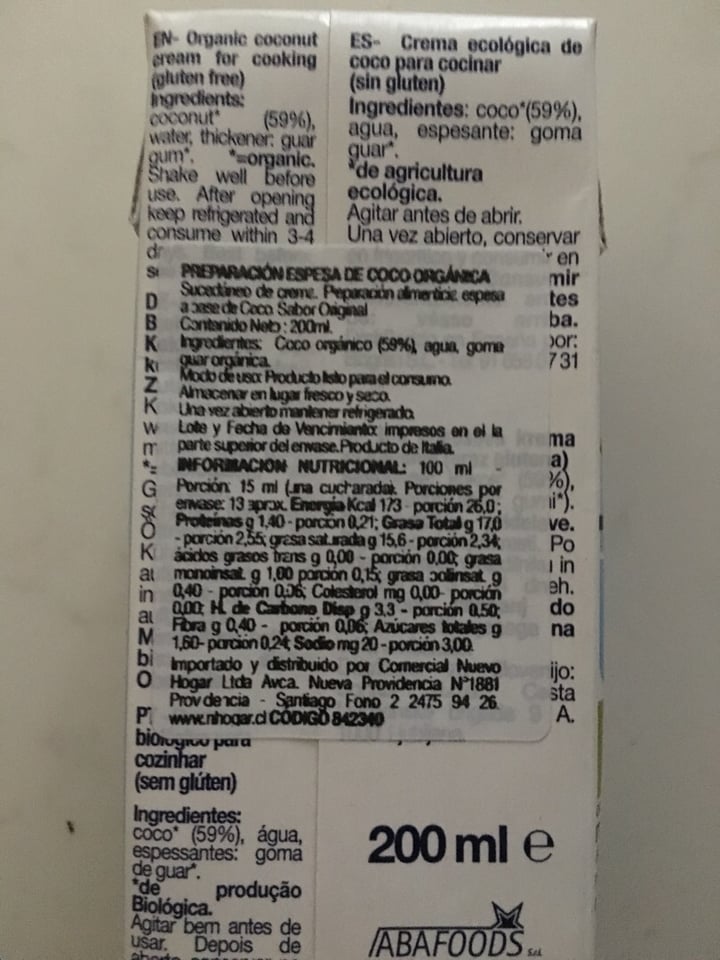 EN- Organic coconut
cream for cooking
(gluten free)
Ingredients:
coconut* (59%),
water, thickener: guar
gum*. *=organic.
Shake well before
use. After opening
keep refrigerated and
consume within 3-4
ES- Crema ecológica de
coco para cocinar
(sin gluten)
Ingredientes: coco*(59%),
agua, espesante: goma
guar*.
*de agricultura
ecológica.
Agitar antes de abrir.
Una vez abierto, conservar
en
PREPARACIÓN ESPESA DE COCO ORGÁNICA
Sucedáneo de crema. Peparación alimenticia espesa
a base de Coco. Sabor Original
Contenido Neto: 200ml.
Ingredientes: Coco orgánico (59%), agua, goma
guar orgánica.
Modo de uso: Producto listo para el consumo.
Almacenar en lugar fresco y seco.
Una vez abierto mantener refrigerado.
Lote y Fecha de Vencimiento: impresos en el la
parte superior del envase.Producto de Italia.
INFORMACION NUTRICIONAL: 100 ml -
Porción: 15 ml (una cucharada). Porciones por
envase: 13 aprox. Energía Kcal 173 - porción 26,0;
Proteinas g 1,40 - porción 0,21; Grasa Total g 17,0
- porción 2,55; grasa saturada g 15,6 - porción 2,34;
ácidos grasos trans g 0,00 - porción 0,00; grasa
monoinsat. g 1,00 porción 0,15; grasa polinsat. g
0,40 - porción 0,06; Colesterol mg 0,00- porción
0,00; H. de Carbono Disp g 3,3 - porción 0,50;
Fibra g 0,40 - porción 0,06; Azúcares totales g
1,60- porción 0,24; Sodio mg 20 - porción 3,00.
Importado y distribuido por Comercial Nuevo
Hogar Ltda Avca. Nueva Providencia N°1881
Providencia - Santiago Fono 2 2475 94 26
www.nhogar.cl CÓDIGO 842340
biologico para
cozinhar
(sem glúten)
Ingredientes:
coco* (59%), água,
espessantes: goma
de guar*.
*de produção
Biológica.
Agitar bem antes de
usar. Depois de
200 ml e
ABAFOODS S.r.l.